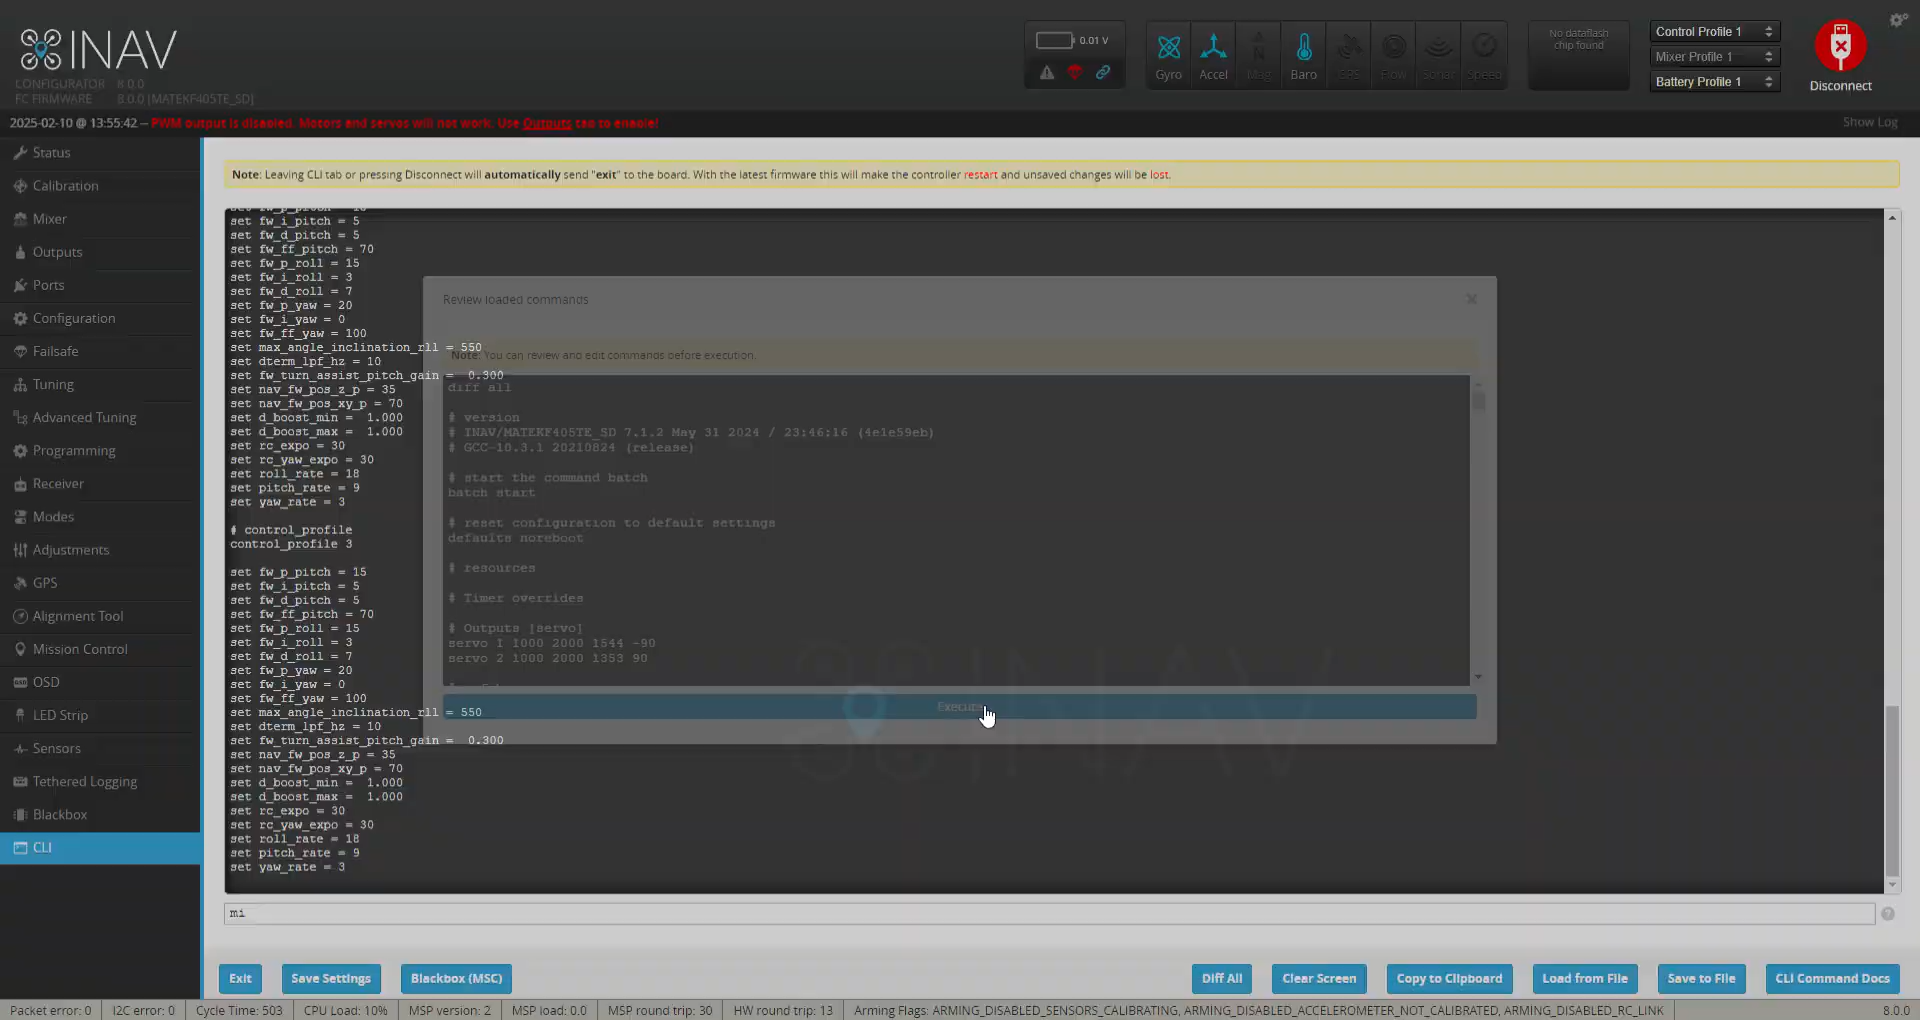 INAV
CONFIGURATOR 8.0.0
FC FIRMWARE 8.0.0 [MATEKF405TE_SD]
0.01 V
Gyro
Accel
Mag
Baro
GPS
Flow
Sonar
Speed
No dataflash
chip found
Control Profile 1
Mixer Profile 1
Battery Profile 1
Disconnect
2025-02-10 @ 13:55:42 -- PWM output is disabled. Motors and servos will not work. Use Outputs tab to enable!
Show Log
Status
Calibration
Mixer
Outputs
Ports
Configuration
Failsafe
Tuning
Advanced Tuning
Programming
Receiver
Modes
Adjustments
GPS
Alignment Tool
Mission Control
OSD
LED Strip
Sensors
Tethered Logging
Blackbox
CLI
Note: Leaving CLI tab or pressing Disconnect will automatically send "exit" to the board. With the latest firmware this will make the controller restart and unsaved changes will be lost.
set fw_i_pitch = 5
set fw_d_pitch = 5
set fw_ff_pitch = 70
set fw_p_roll = 15
set fw_i_roll = 3
set fw_d_roll = 7
set fw_p_yaw = 20
set fw_i_yaw = 0
set fw_ff_yaw = 100
set max_angle_inclination_rll = 550
set dterm_lpf_hz = 10
set fw_turn_assist_pitch_gain =  0.300
set nav_fw_pos_z_p = 35
set nav_fw_pos_xy_p = 70
set d_boost_min =  1.000
set d_boost_max =  1.000
set rc_expo = 30
set rc_yaw_expo = 30
set roll_rate = 18
set pitch_rate = 9
set yaw_rate = 3
# control_profile
control_profile 3
set fw_p_pitch = 15
set fw_i_pitch = 5
set fw_d_pitch = 5
set fw_ff_pitch = 70
set fw_p_roll = 15
set fw_i_roll = 3
set fw_d_roll = 7
set fw_p_yaw = 20
set fw_i_yaw = 0
set fw_ff_yaw = 100
set max_angle_inclination_rll = 550
set dterm_lpf_hz = 10
set fw_turn_assist_pitch_gain =  0.300
set nav_fw_pos_z_p = 35
set nav_fw_pos_xy_p = 70
set d_boost_min =  1.000
set d_boost_max =  1.000
set rc_expo = 30
set rc_yaw_expo = 30
set roll_rate = 18
set pitch_rate = 9
set yaw_rate = 3
Review loaded commands
Note: You can review and edit commands before execution.
diff all
# version
# INAV/MATEKF405TE_SD 7.1.2 May 31 2024 / 23:46:16 (4e1e59eb)
# GCC-10.3.1 20210824 (release)
# start the command batch
batch start
# reset configuration to default settings
defaults noreboot
# resources
# Timer overrides
# Outputs [servo]
servo 1 1000 2000 1544 -90
servo 2 1000 2000 1353 90
Execute
INAV
mi
Exit
Save Settings
Blackbox (MSC)
Diff All
Clear Screen
Copy to Clipboard
Load from File
Save to File
CLI Command Docs
Packet error: 0
I2C error: 0
Cycle Time: 503
CPU Load: 10%
MSP version: 2
MSP load: 0.0
MSP round trip: 30
HW round trip: 13
Arming Flags: ARMING_DISABLED_SENSORS_CALIBRATING, ARMING_DISABLED_ACCELEROMETER_NOT_CALIBRATED, ARMING_DISABLED_RC_LINK
8.0.0